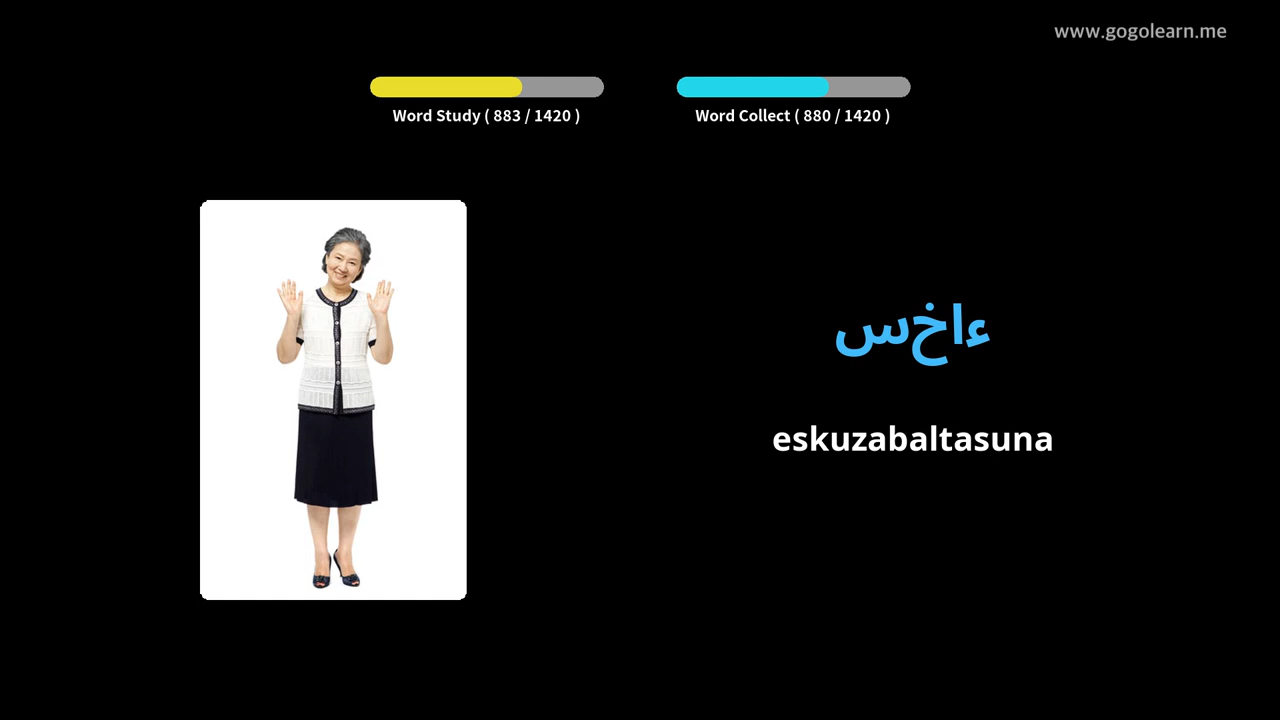 www.gogolearn.me
Word Study ( 883 / 1420 )
Word Collect ( 880 / 1420 )
ءاخس
eskuzabaltasuna